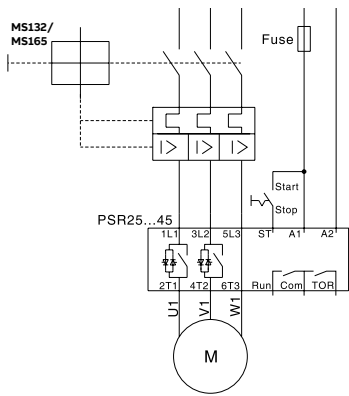 MS132/
MS165
Fuse
I> I> I>
Start
Stop
PSR25...45
1L1 3L2 5L3 ST A1 A2
2T1 4T2 6T3 Run Com TOR
U1 V1 W1
M